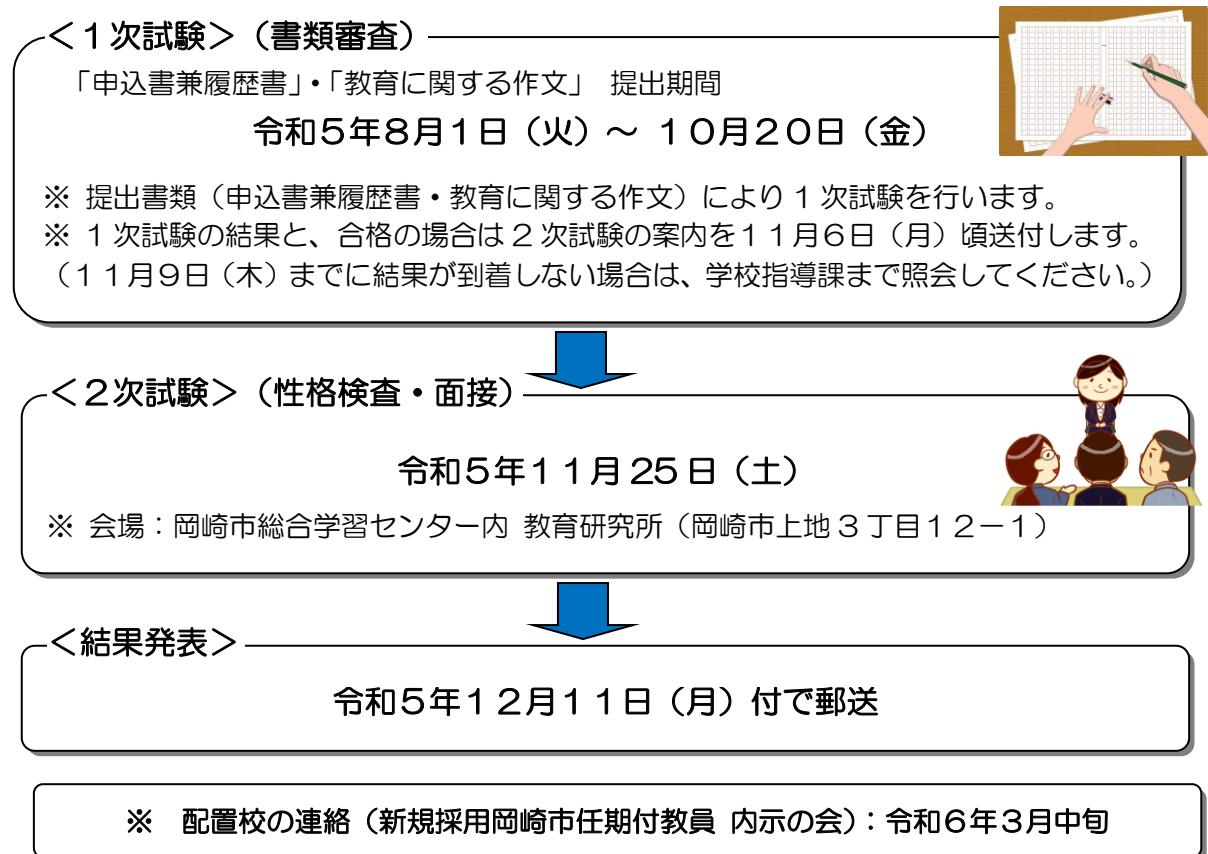 ＜１次試験＞（書類審査）
「申込書兼履歴書」・「教育に関する作文」 提出期間
令和５年８月１日（火）～ １０月２０日（金）
※ 提出書類（申込書兼履歴書・教育に関する作文）により１次試験を行います。
※ １次試験の結果と、合格の場合は２次試験の案内を１１月６日（月）頃送付します。
（１１月９日（木）までに結果が到着しない場合は、学校指導課まで照会してください。）
＜２次試験＞（性格検査・面接）
令和５年１１月25日（土）
※ 会場：岡崎市総合学習センター内 教育研究所（岡崎市上地３丁目１２－１）
＜結果発表＞
令和５年１２月１１日（月）付で郵送
※ 配置校の連絡（新規採用岡崎市任期付教員 内示の会）：令和６年３月中旬